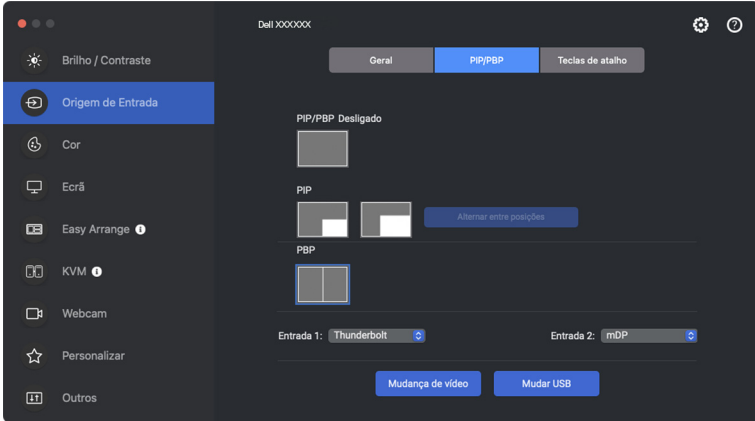 Dell XXXXXX
Brilho / Contraste
Origem de Entrada
Cor
Ecrã
Easy Arrange
KVM
Webcam
Personalizar
Outros
Geral
PIP/PBP
Teclas de atalho
PIP/PBP Desligado
PIP
Alternar entre posições
PBP
Entrada 1: Thunderbolt
Entrada 2: mDP
Mudança de vídeo
Mudar USB